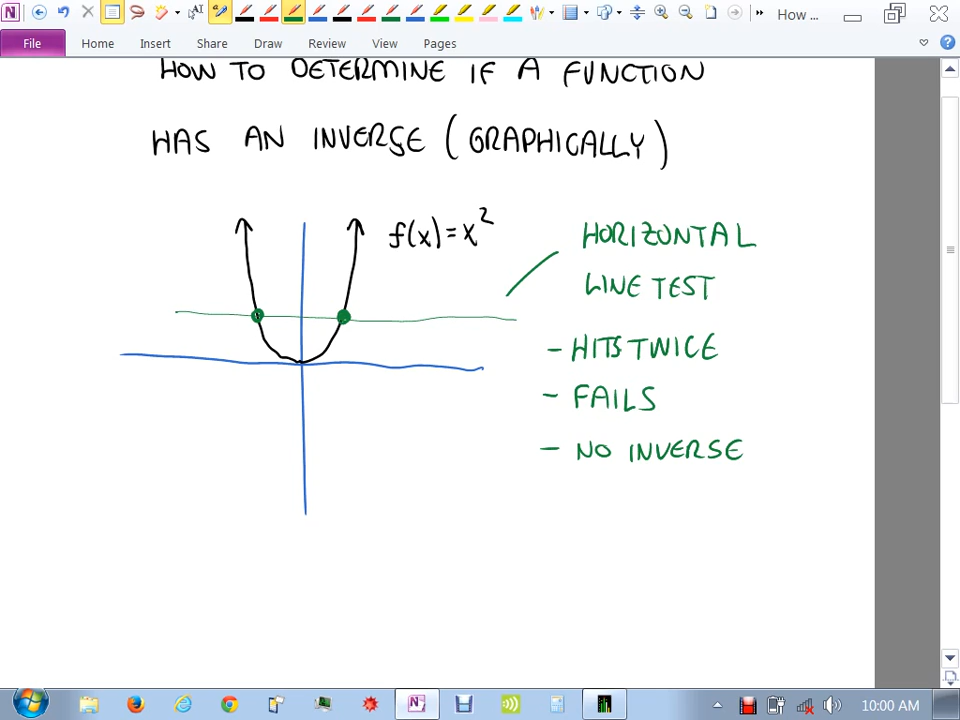 How ...
File Home Insert Share Draw Review View Pages
HOW TO DETERMINE IF A FUNCTION
HAS AN INVERSE (GRAPHICALLY)
f(x)=x²
HORIZONTAL
LINE TEST
- HITS TWICE
- FAILS
- NO INVERSE
10:00 AM